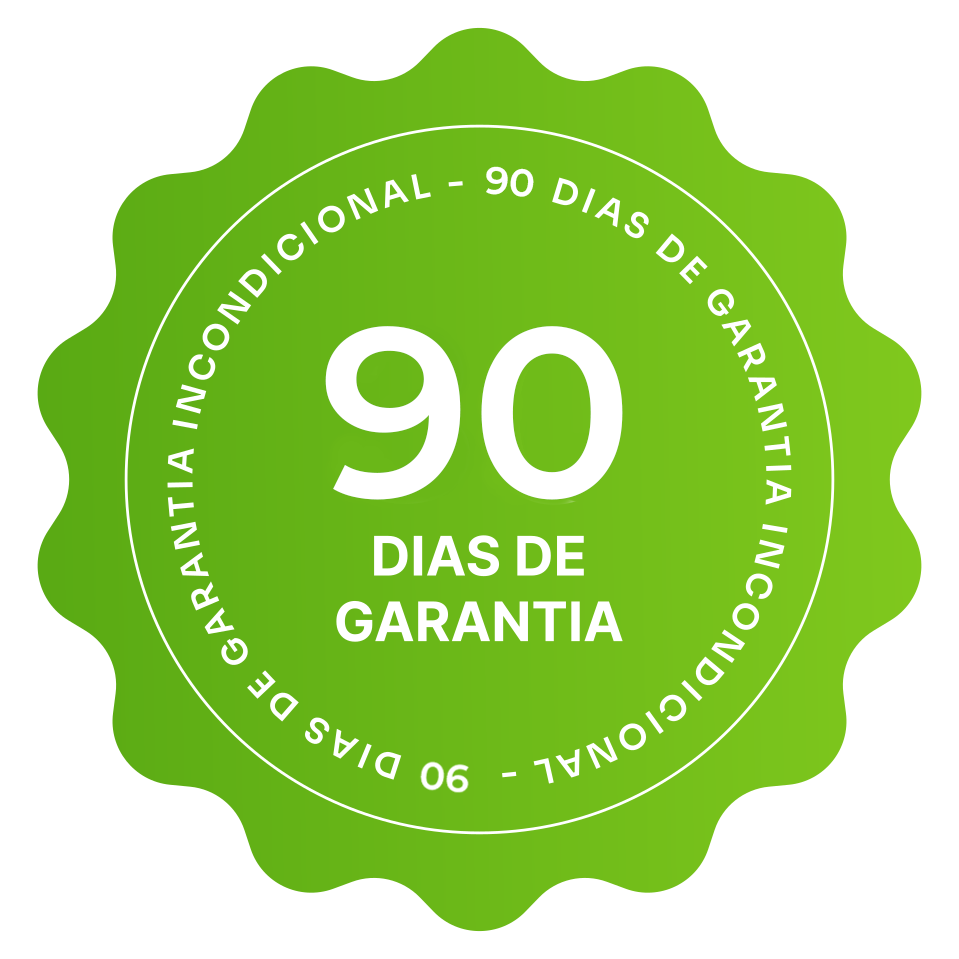 90 DIAS DE GARANTIA INCONDICIONAL -
90 DIAS DE GARANTIA INCONDICIONAL -
90
DIAS DE
GARANTIA